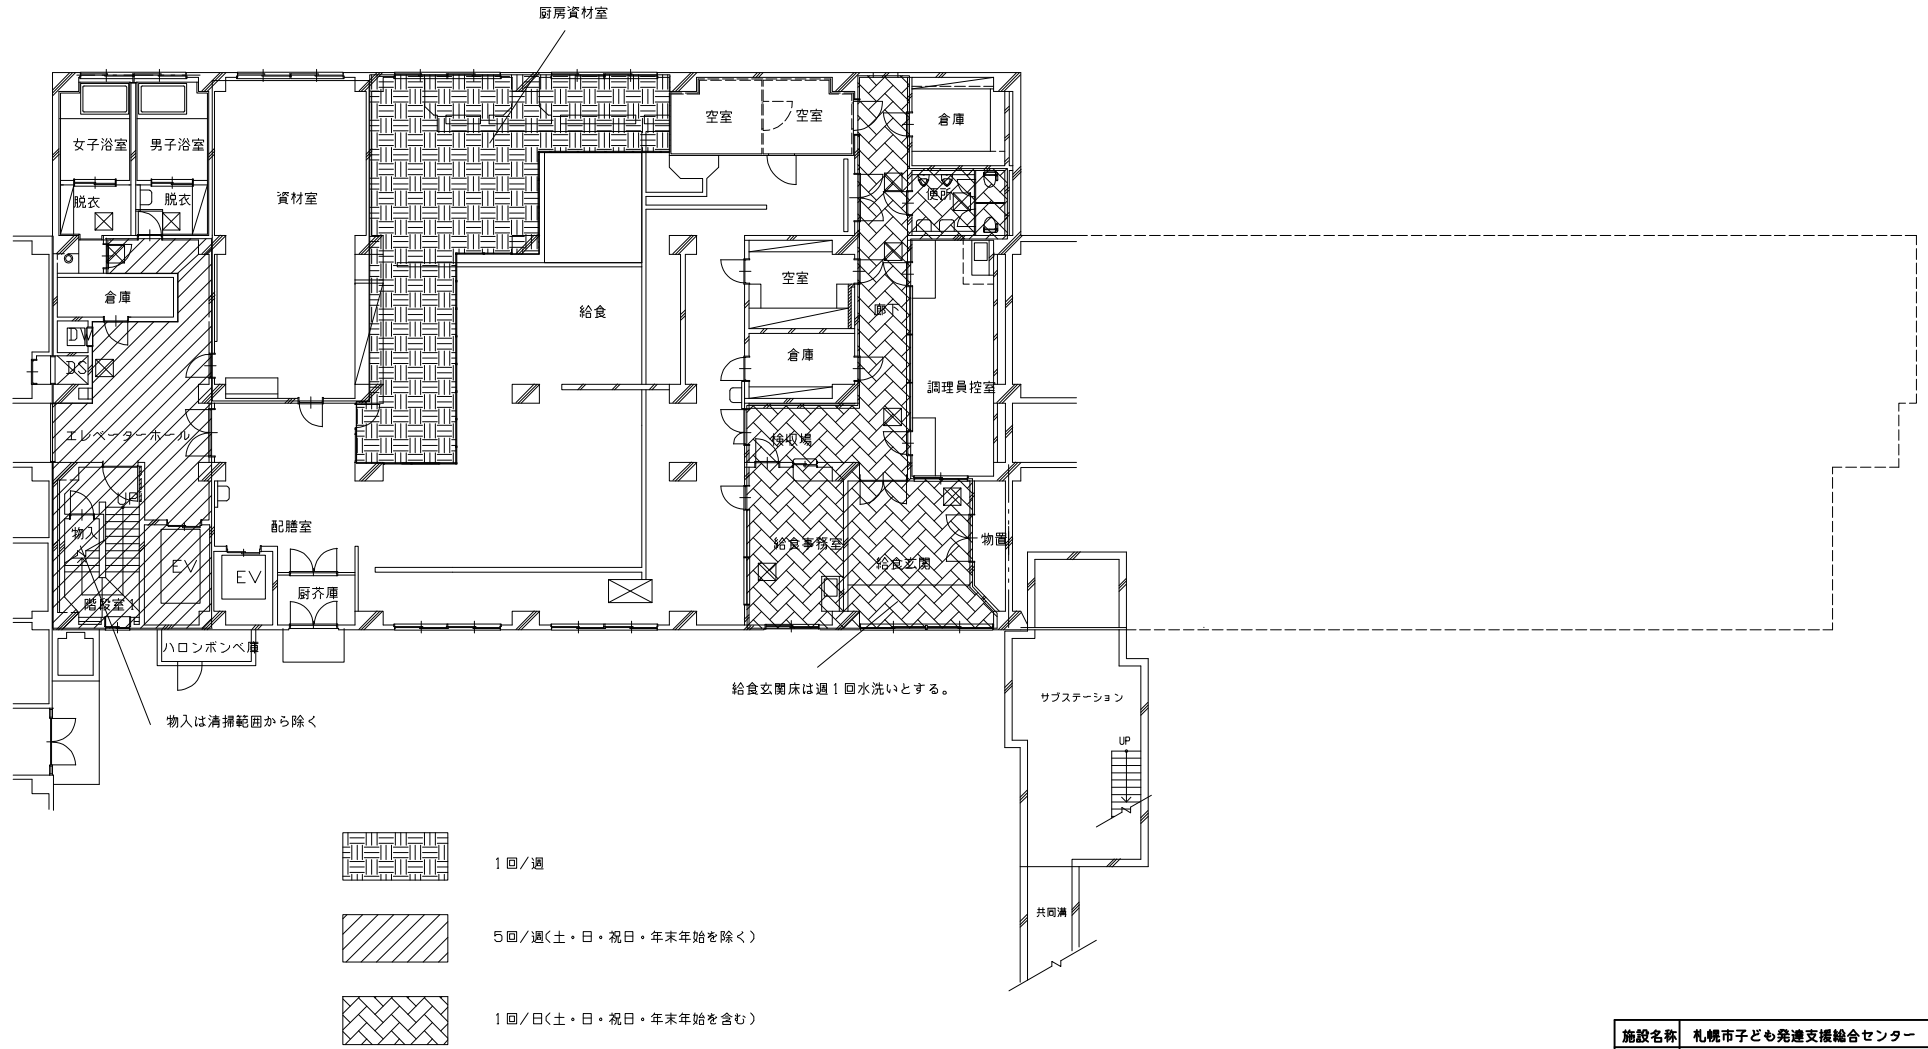 厨房資材室
空室
空室
倉庫
女子浴室
男子浴室
脱衣
脱衣
資材室
便所
倉庫
空室
給食
廊下
DW
DS
倉庫
調理員控室
エレベーターホール
検収場
UP
物入
配膳室
EV
EV
給食事務室
物置
給食玄関
厨芥庫
階段室1
ハロンボンベ庫
給食玄関床は週1回水洗いとする。
サブステーション
物入は清掃範囲から除く
UP
1回/週
共同溝
5回/週(土・日・祝日・年末年始を除く)
1回/日(土・日・祝日・年末年始を含む)
施設名称 札幌市子ども発達支援総合センター